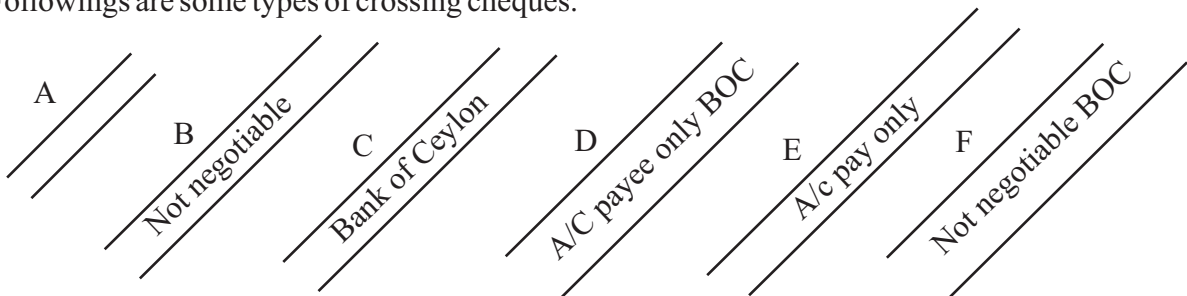 Followings are some types of crossing cheques.
A
B
Not negotiable
C
Bank of Ceylon
D
A/C payee only BOC
E
A/c pay only
F
Not negotiable BOC